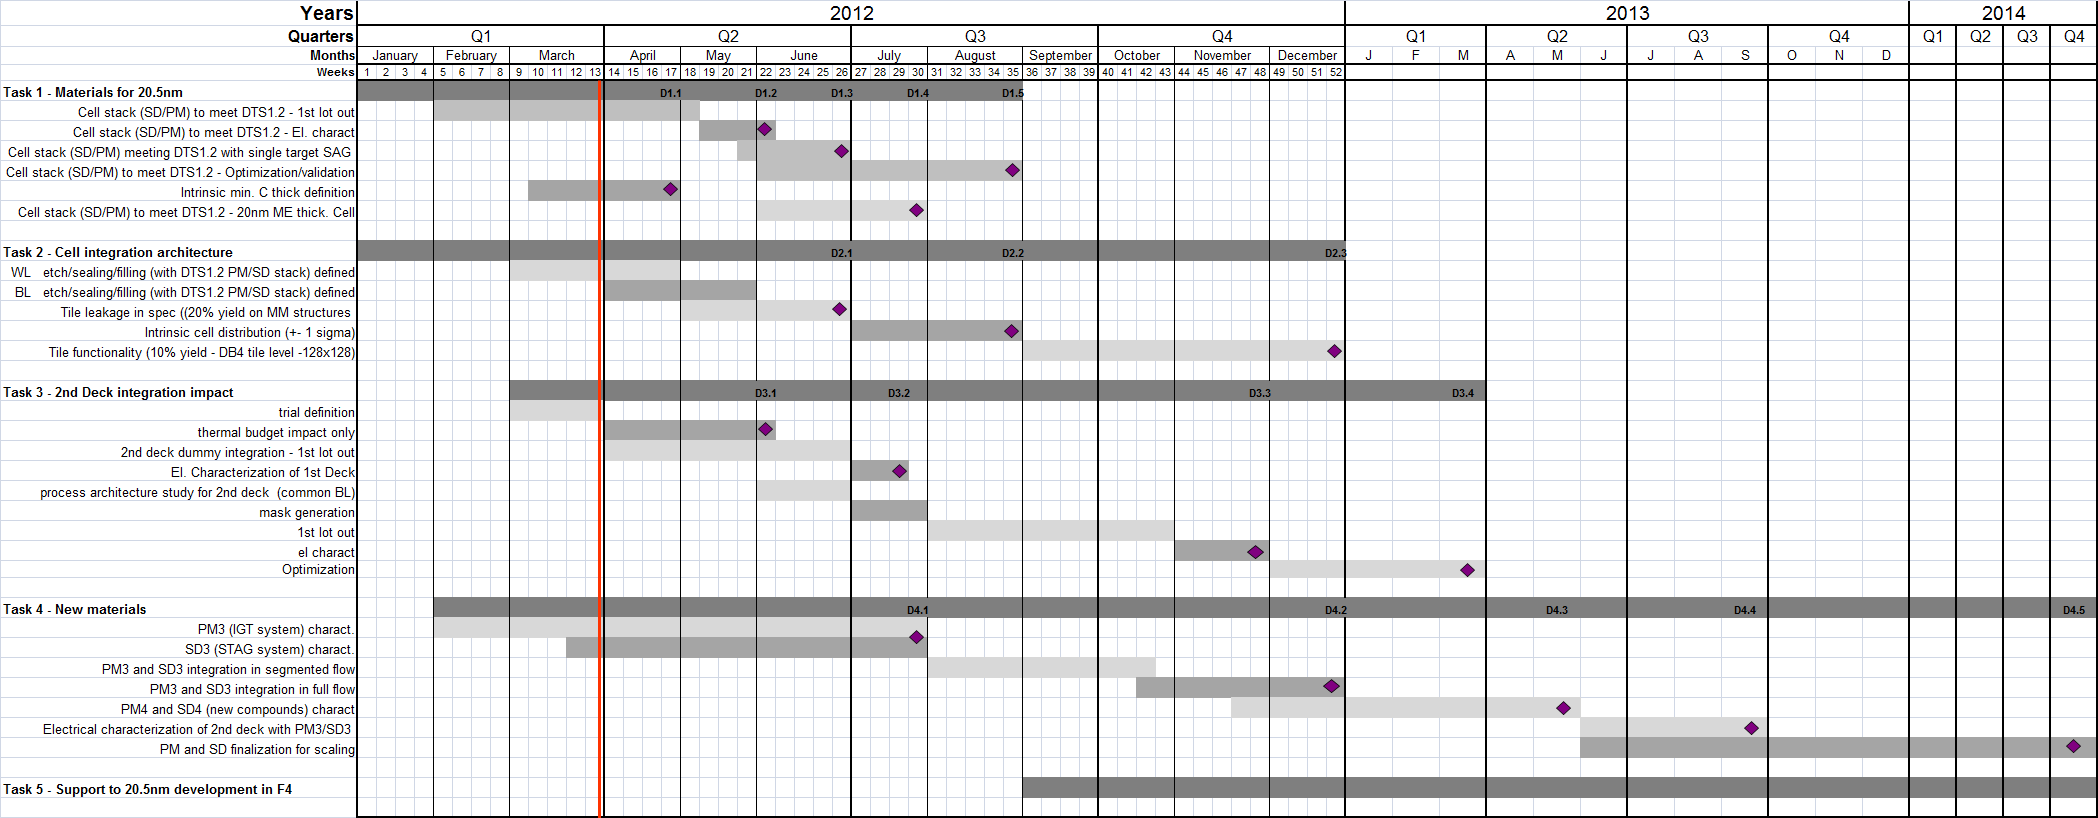 Years 2012 2013 2014
Quarters Q1 Q2 Q3 Q4 Q1 Q2 Q3 Q4 Q1 Q2 Q3 Q4
Months January February March April May June July August September October November December J F M A M J J A S O N D
Weeks 1 2 3 4 5 6 7 8 9 10 11 12 13 14 15 16 17 18 19 20 21 22 23 24 25 26 27 28 29 30 31 32 33 34 35 36 37 38 39 40 41 42 43 44 45 46 47 48 49 50 51 52
Task 1 - Materials for 20.5nm D1.1 D1.2 D1.3 D1.4 D1.5
Cell stack (SD/PM) to meet DTS1.2 - 1st lot out
Cell stack (SD/PM) to meet DTS1.2 - El. charact
Cell stack (SD/PM) meeting DTS1.2 with single target SAG
Cell stack (SD/PM) to meet DTS1.2 - Optimization/validation
Intrinsic min. C thick definition
Cell stack (SD/PM) to meet DTS1.2 - 20nm ME thick. Cell
Task 2 - Cell integration architecture D2.1 D2.2 D2.3
WL etch/sealing/filling (with DTS1.2 PM/SD stack) defined
BL etch/sealing/filling (with DTS1.2 PM/SD stack) defined
Tile leakage in spec ((20% yield on MM structures
Intrinsic cell distribution (+- 1 sigma)
Tile functionality (10% yield - DB4 tile level -128x128)
Task 3 - 2nd Deck integration impact D3.1 D3.2 D3.3 D3.4
trial definition
thermal budget impact only
2nd deck dummy integration - 1st lot out
El. Characterization of 1st Deck
process architecture study for 2nd deck (common BL)
mask generation
1st lot out
el charact
Optimization
Task 4 - New materials D4.1 D4.2 D4.3 D4.4 D4.5
PM3 (IGT system) charact.
SD3 (STAG system) charact.
PM3 and SD3 integration in segmented flow
PM3 and SD3 integration in full flow
PM4 and SD4 (new compounds) charact
Electrical characterization of 2nd deck with PM3/SD3
PM and SD finalization for scaling
Task 5 - Support to 20.5nm development in F4